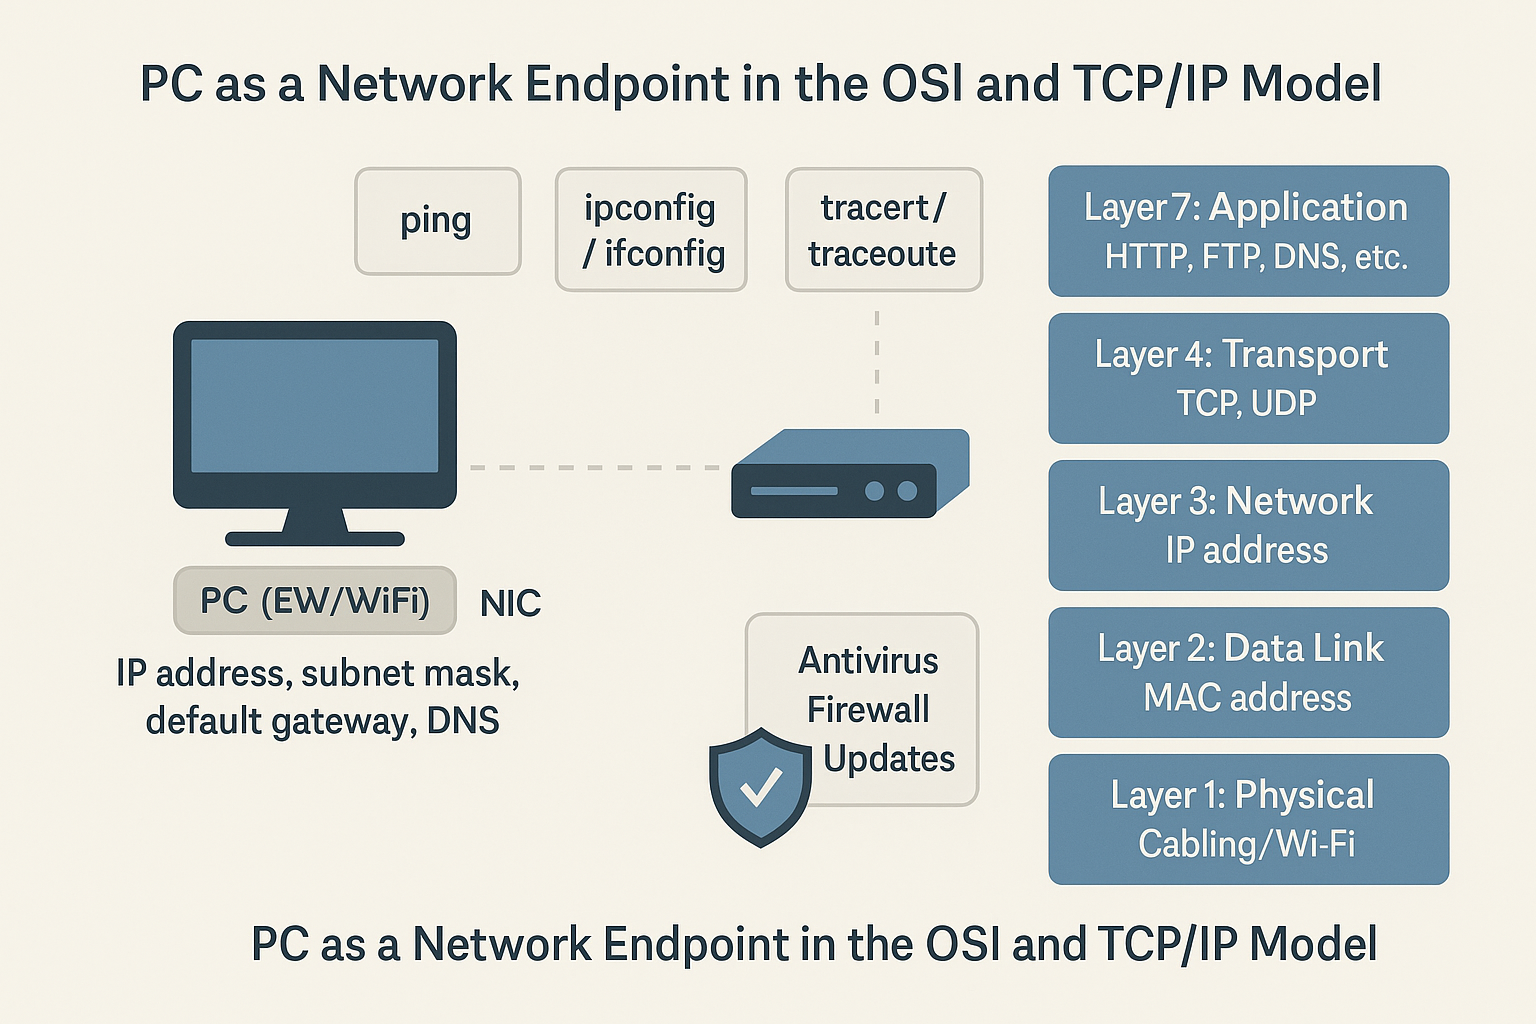 PC as a Network Endpoint in the OSI and TCP/IP Model
ping
ipconfig
/ ifconfig
tracert /
traceoute
PC (EW/WiFi)
NIC
IP address, subnet mask,
default gateway, DNS
Antivirus
Firewall
Updates
Layer 7: Application
HTTP, FTP, DNS, etc.
Layer 4: Transport
TCP, UDP
Layer 3: Network
IP address
Layer 2: Data Link
MAC address
Layer 1: Physical
Cabling/Wi-Fi
PC as a Network Endpoint in the OSI and TCP/IP Model